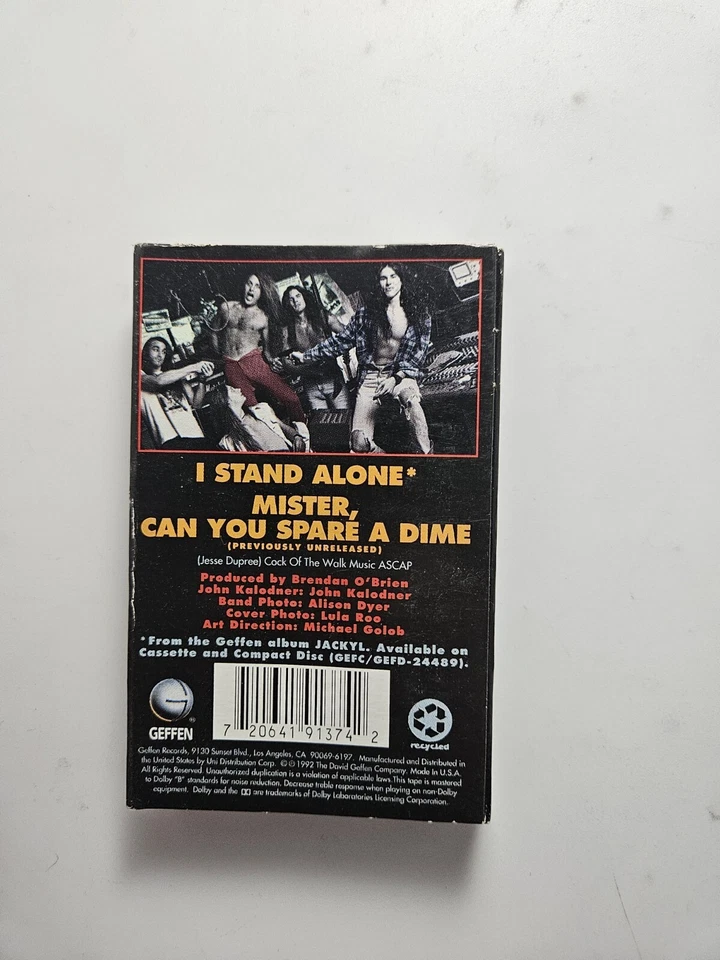 I STAND ALONE*
MISTER,
CAN YOU SPARE A DIME
(PREVIOUSLY UNRELEASED)
(Jesse Dupree) Cock Of The Walk Music ASCAP
Produced by Brendan O'Brien
John Kalodner: John Kalodner
Band Photo: Alison Dyer
Cover Photo: Lula Roo
Art Direction: Michael Golob
*From the Geffen album JACKYL. Available on
Cassette and Compact Disc (GEFC/GEFD-24489).
GEFFEN
®
7 20641 91374 2
recycled
Geffen Records, 9130 Sunset Blvd., Los Angeles, CA 90069-6197. Manufactured and Distributed in
the United States by Uni Distribution Corp. ©℗1992 The David Geffen Company. Made In U.S.A.
All Rights Reserved. Unauthorized duplication is a violation of applicable laws.This tape is mastered
to Dolby "B" standards for noise reduction. Decrease treble response when playing on non-Dolby
equipment. Dolby and the DD are trademarks of Dolby Laboratories Licensing Corporation.